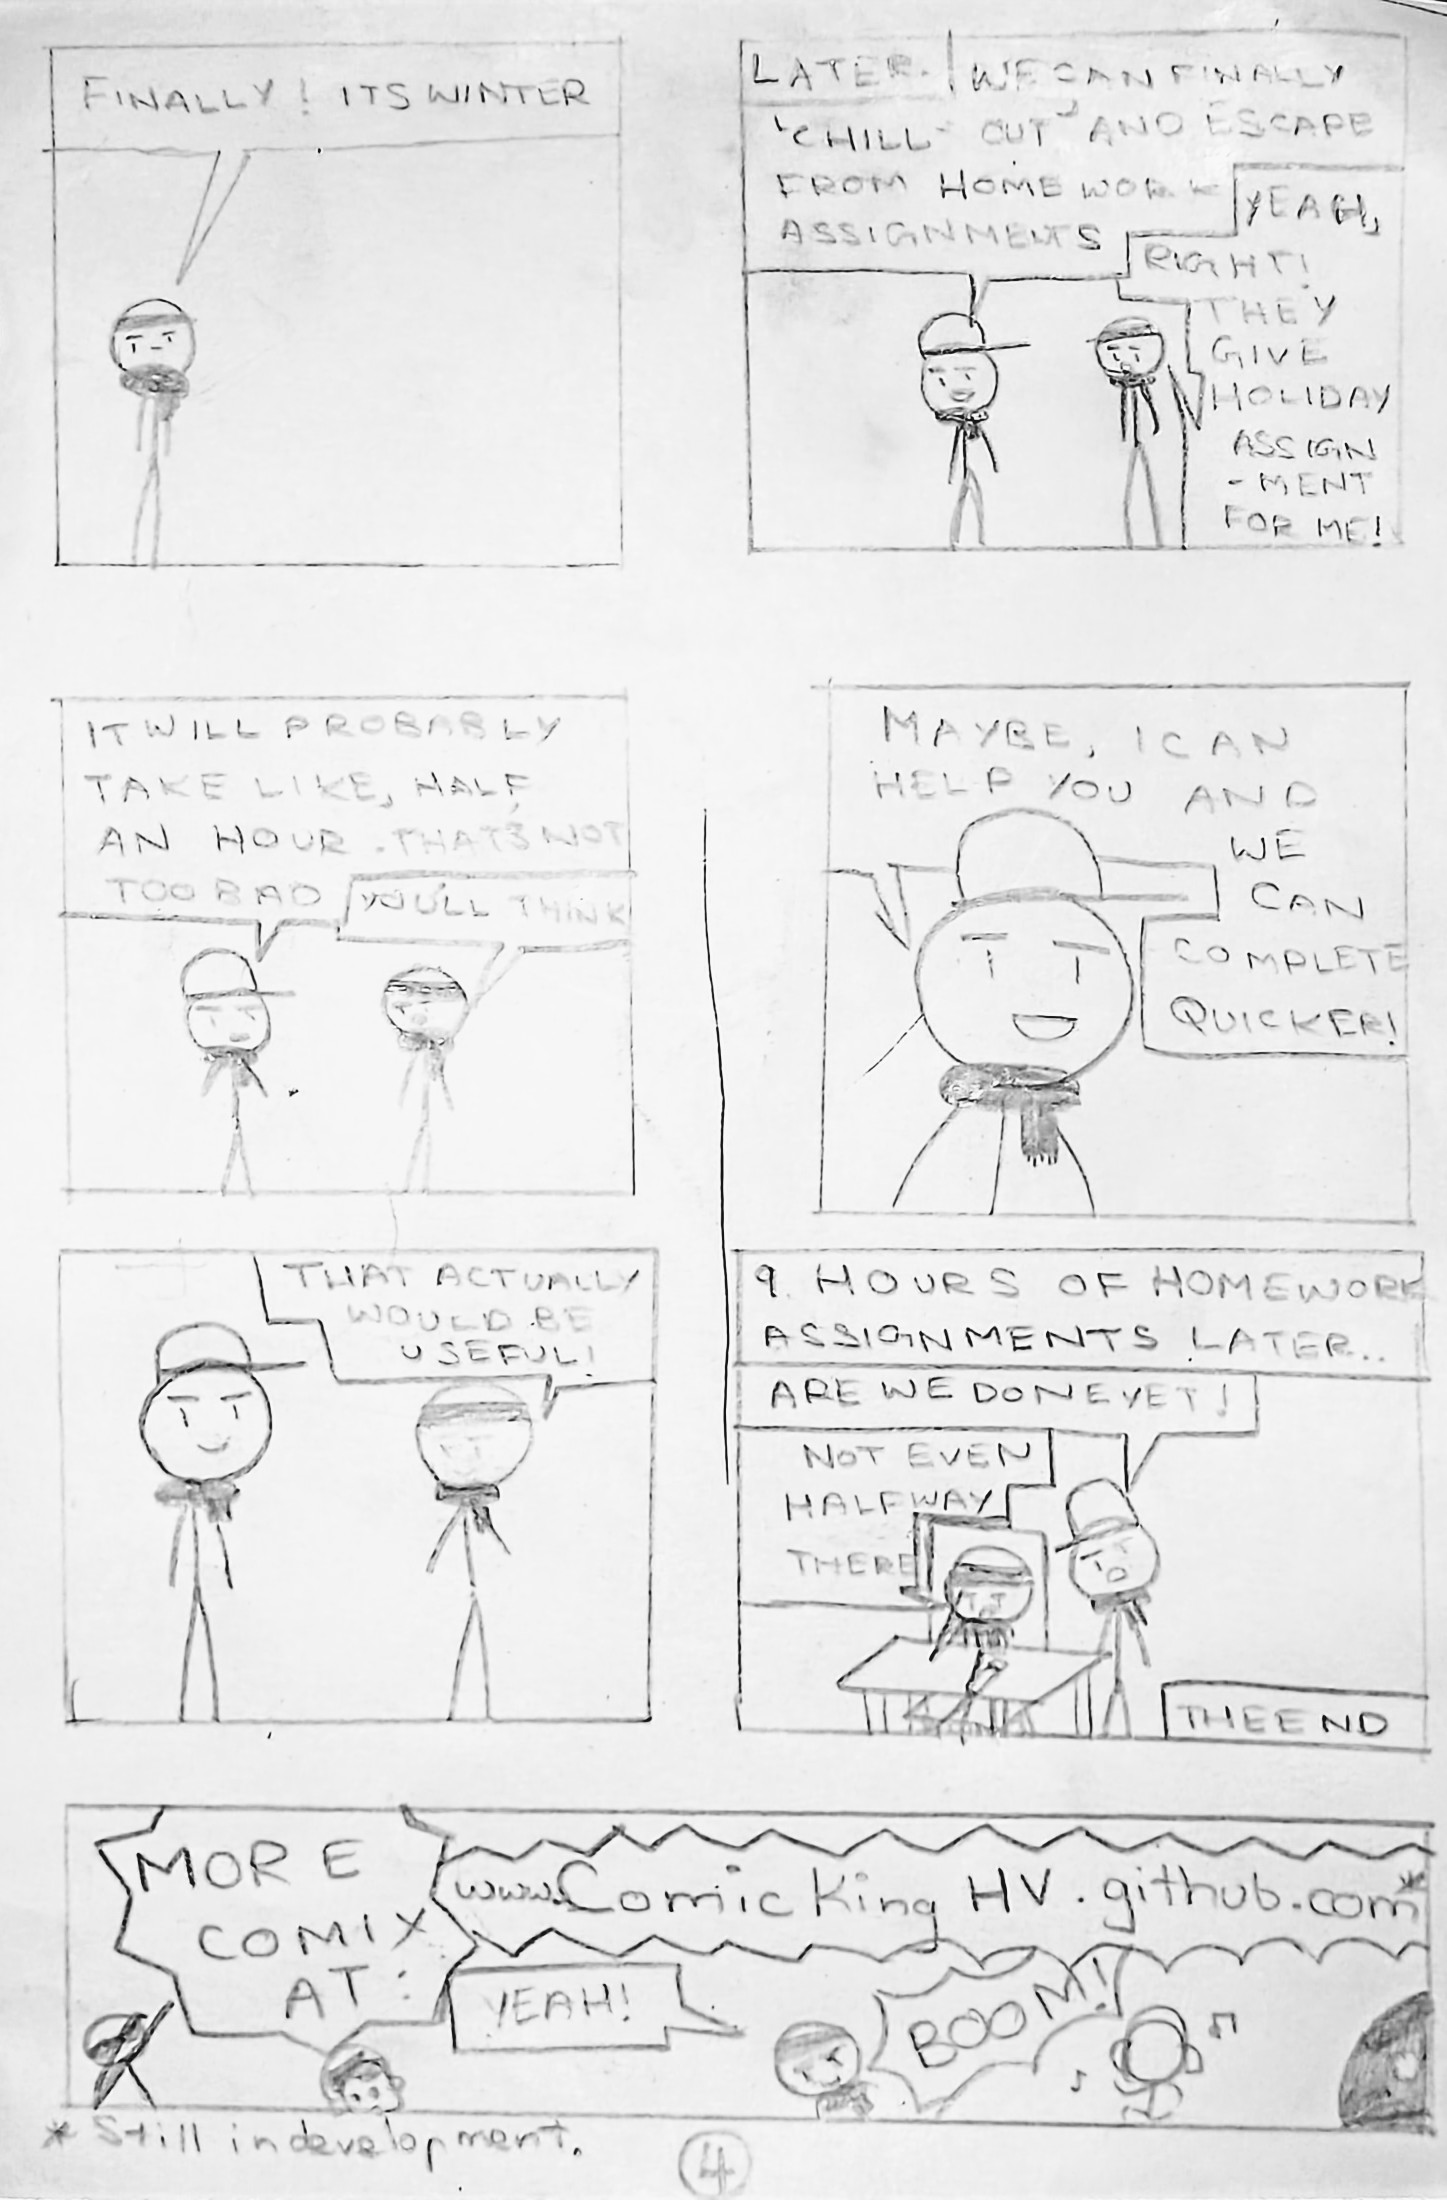 FINALLY! ITS WINTER
LATER.
WE CAN FINALLY
'CHILL- OUT' AND ESCAPE
FROM HOMEWORK
ASSIGNMENTS
YEAH,
RIGHT!
THEY
GIVE
HOLIDAY
ASSIGN
-MENT
FOR ME!
IT WILL PROBABLY
TAKE LIKE, HALF
AN HOUR. THAT'S NOT
TOO BAD
YOU'LL THINK
MAYBE, I CAN
HELP YOU AND
WE
CAN
COMPLETE
QUICKER!
THAT ACTUALLY
WOULD BE
USEFUL!
9 HOURS OF HOMEWORK
ASSIGNMENTS LATER..
ARE WE DONE YET!
NOT EVEN
HALFWAY
THERE
THE END
MORE
COMIX
AT:
www.ComicKingHV.github.com*
YEAH!
BOOM!
* Still in development.
4